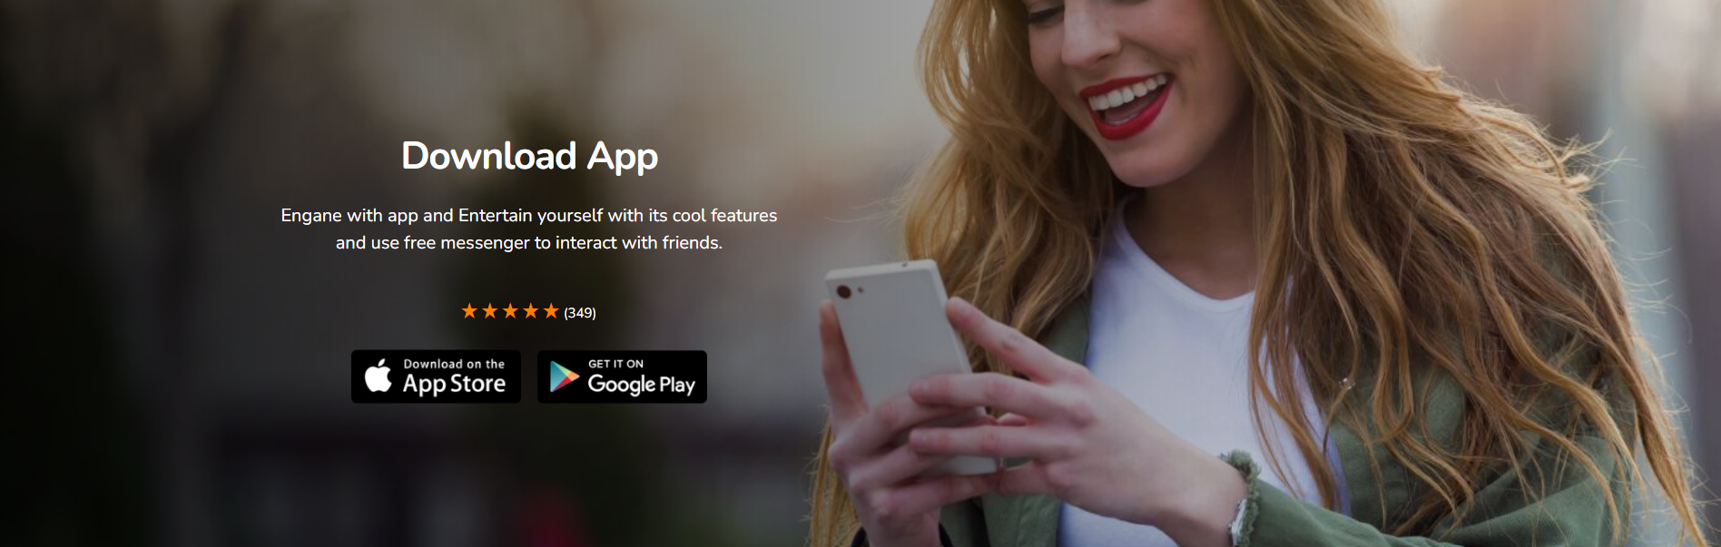 Download App
Engane with app and Entertain yourself with its cool features
and use free messenger to interact with friends.
★★★★★ (349)
Download on the
App Store
GET IT ON
Google Play